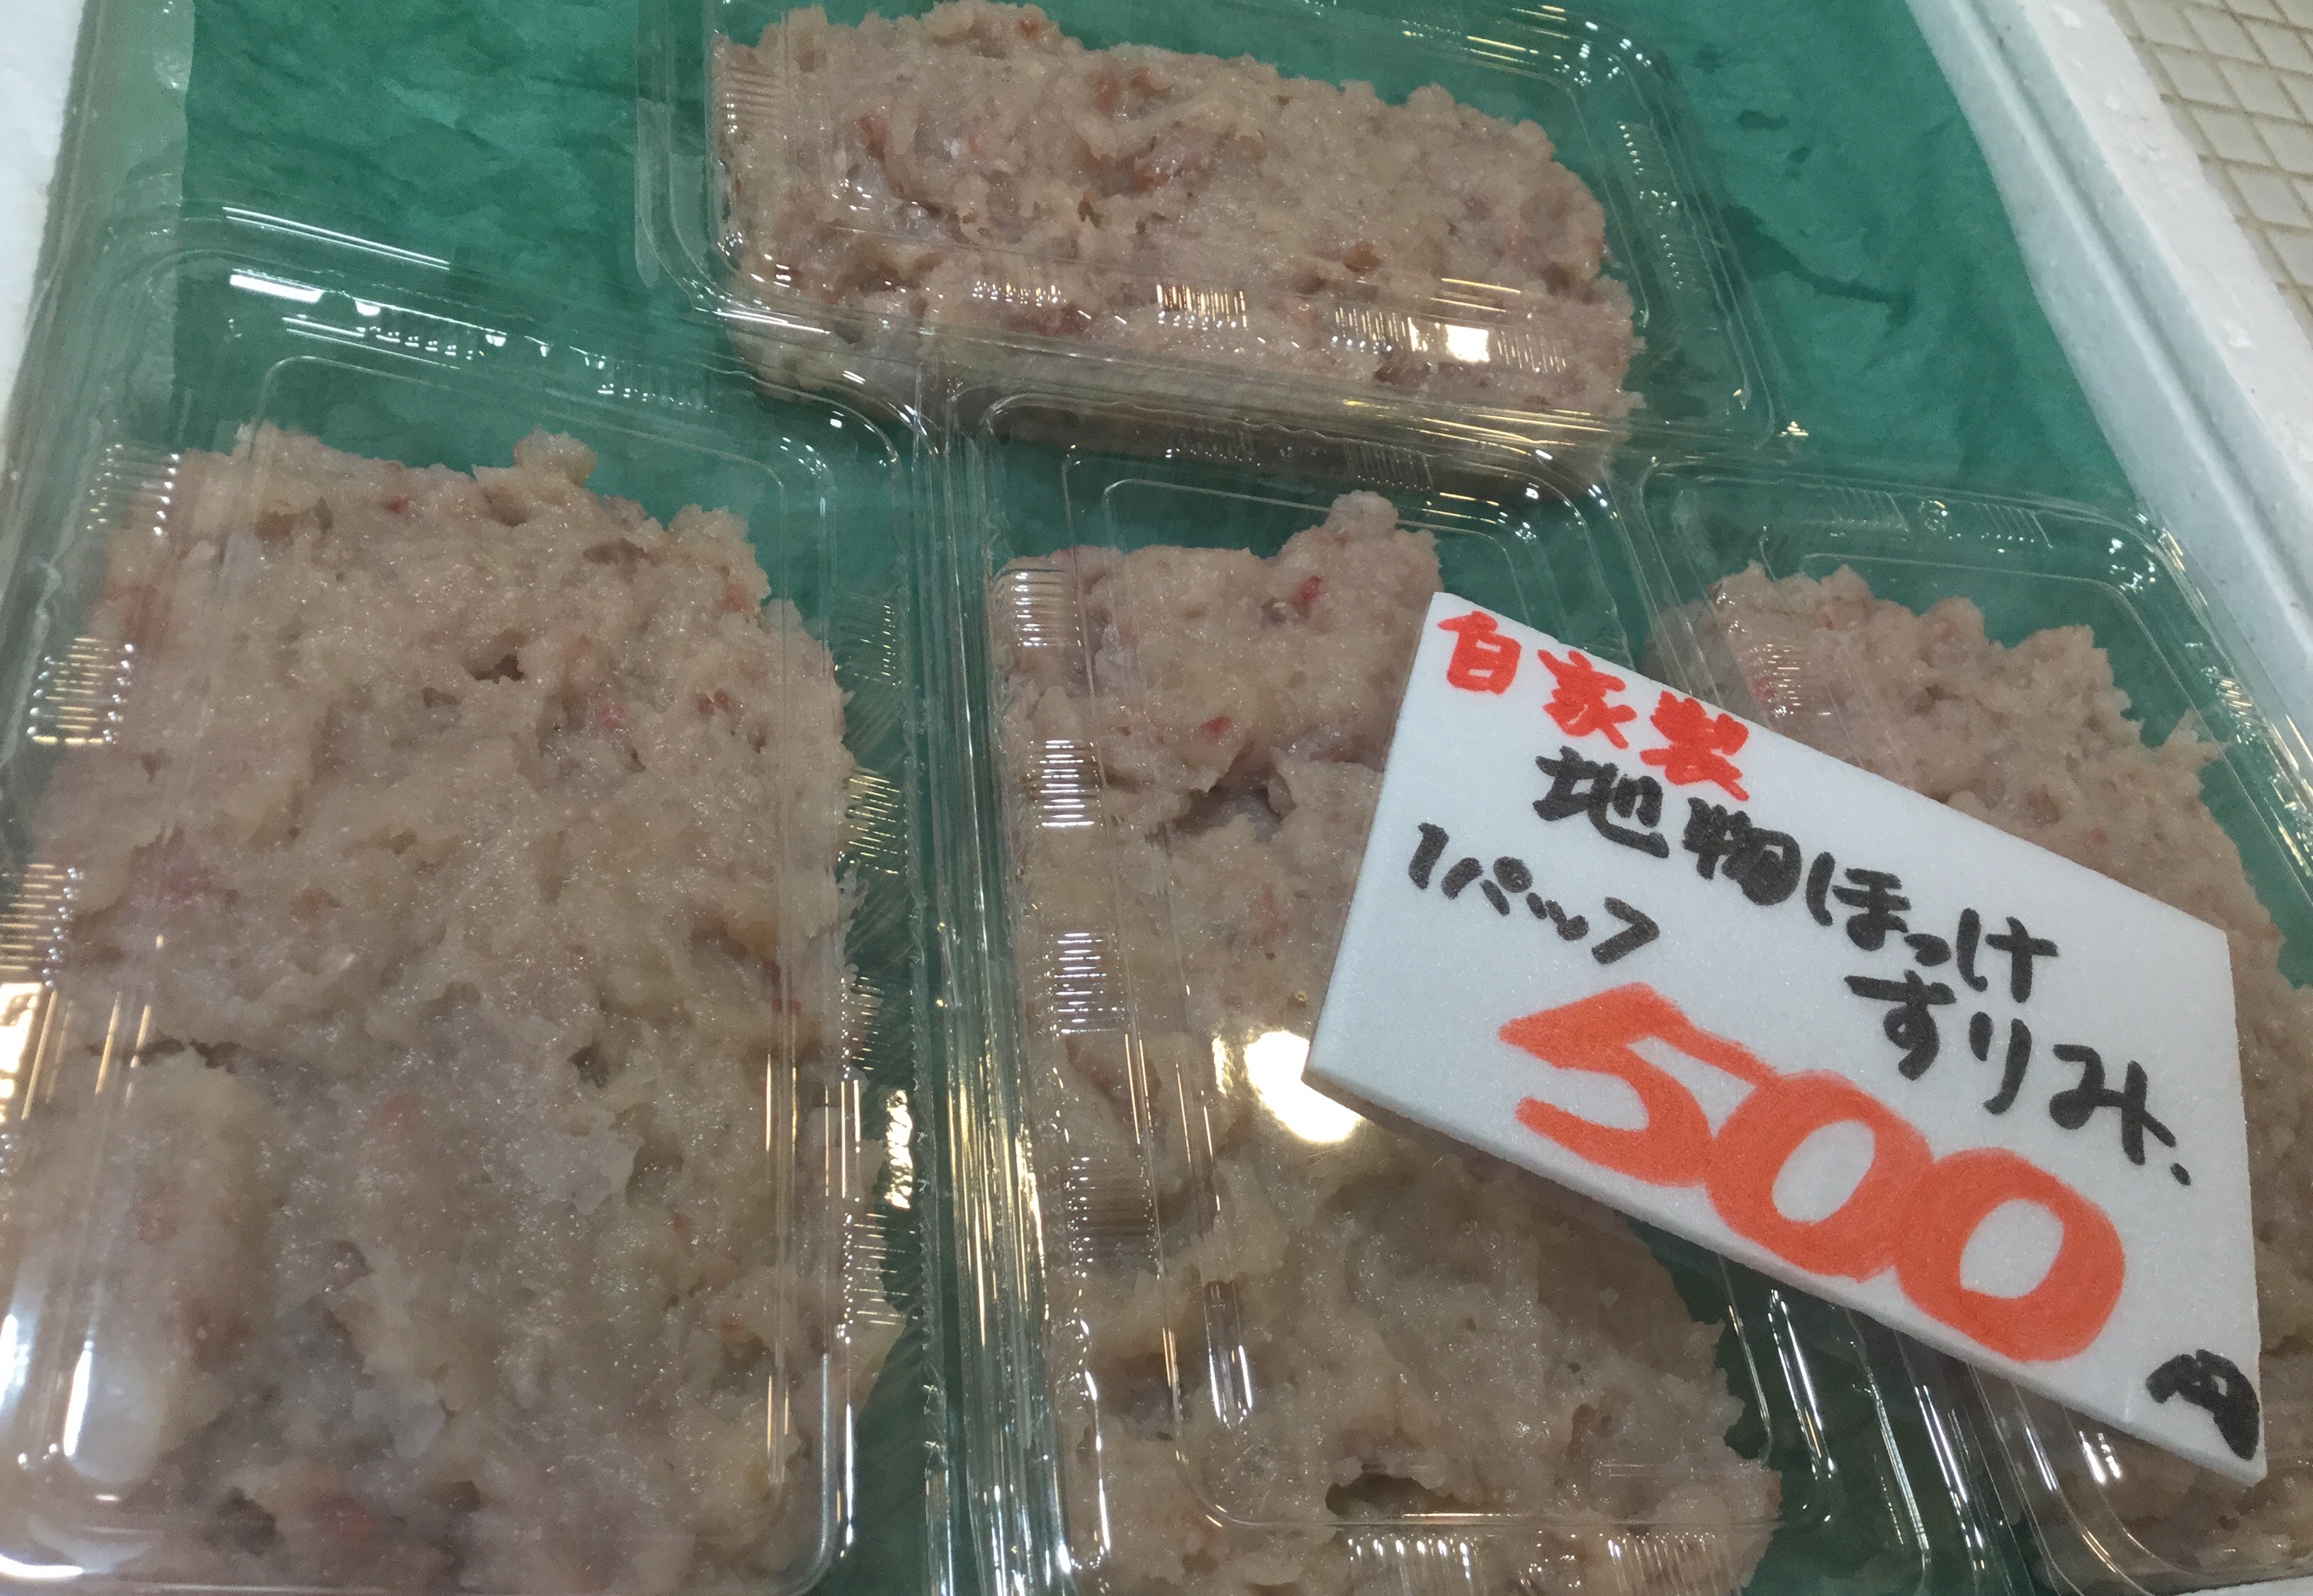 自家製
地物ほっけ
すりみ.
1パック
500
円